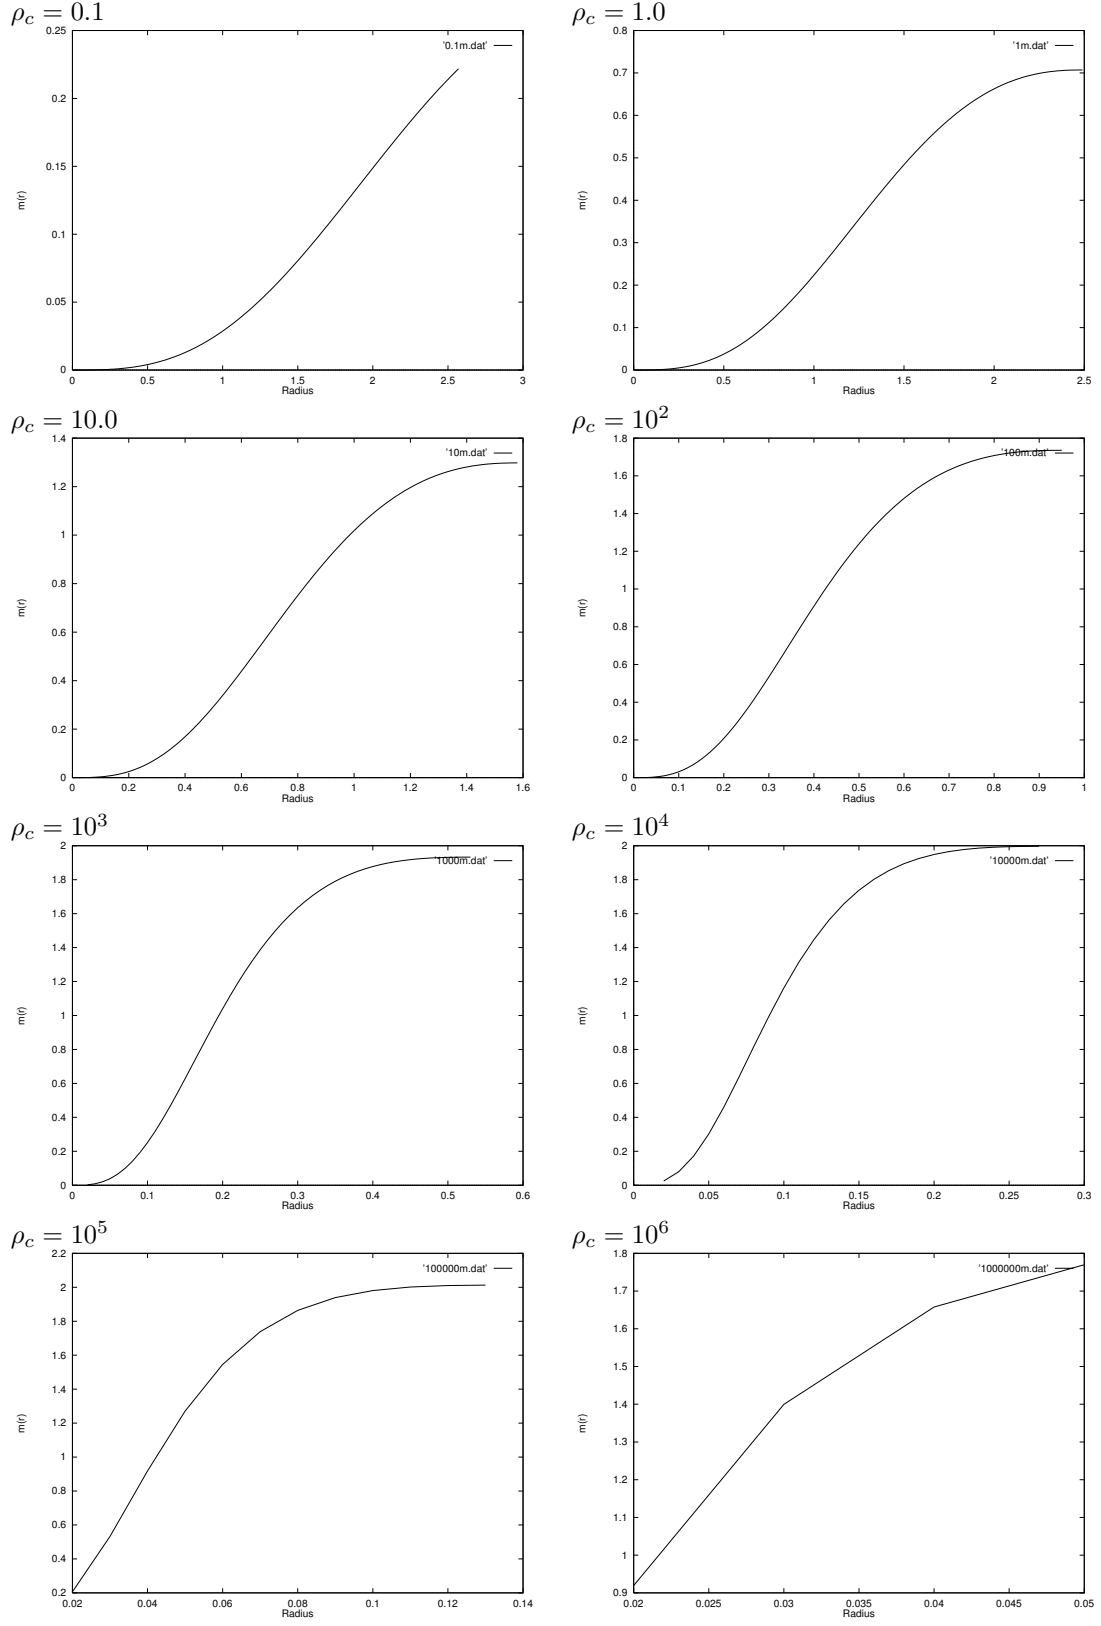 ρc = 0.1
0.25
0.2
0.15
0.1
0.05
0
m(r)
'0.1m.dat'
0 0.5 1 1.5 2 2.5 3
Radius
ρc = 1.0
0.8
0.7
0.6
0.5
0.4
0.3
0.2
0.1
0
m(r)
'1m.dat'
0 0.5 1 1.5 2 2.5
Radius
ρc = 10.0
1.4
1.2
1
0.8
0.6
0.4
0.2
0
m(r)
'10m.dat'
0 0.2 0.4 0.6 0.8 1 1.2 1.4 1.6
Radius
ρc = 10²
1.8
1.6
1.4
1.2
1
0.8
0.6
0.4
0.2
0
m(r)
'100m.dat'
0 0.1 0.2 0.3 0.4 0.5 0.6 0.7 0.8 0.9 1
Radius
ρc = 10³
2
1.8
1.6
1.4
1.2
1
0.8
0.6
0.4
0.2
0
m(r)
'1000m.dat'
0 0.1 0.2 0.3 0.4 0.5 0.6
Radius
ρc = 10⁴
2
1.8
1.6
1.4
1.2
1
0.8
0.6
0.4
0.2
0
m(r)
'10000m.dat'
0 0.05 0.1 0.15 0.2 0.25 0.3
Radius
ρc = 10⁵
2.2
2
1.8
1.6
1.4
1.2
1
0.8
0.6
0.4
0.2
m(r)
'100000m.dat'
0.02 0.04 0.06 0.08 0.1 0.12 0.14
Radius
ρc = 10⁶
1.8
1.7
1.6
1.5
1.4
1.3
1.2
1.1
1
0.9
m(r)
'1000000m.dat'
0.02 0.025 0.03 0.035 0.04 0.045 0.05
Radius